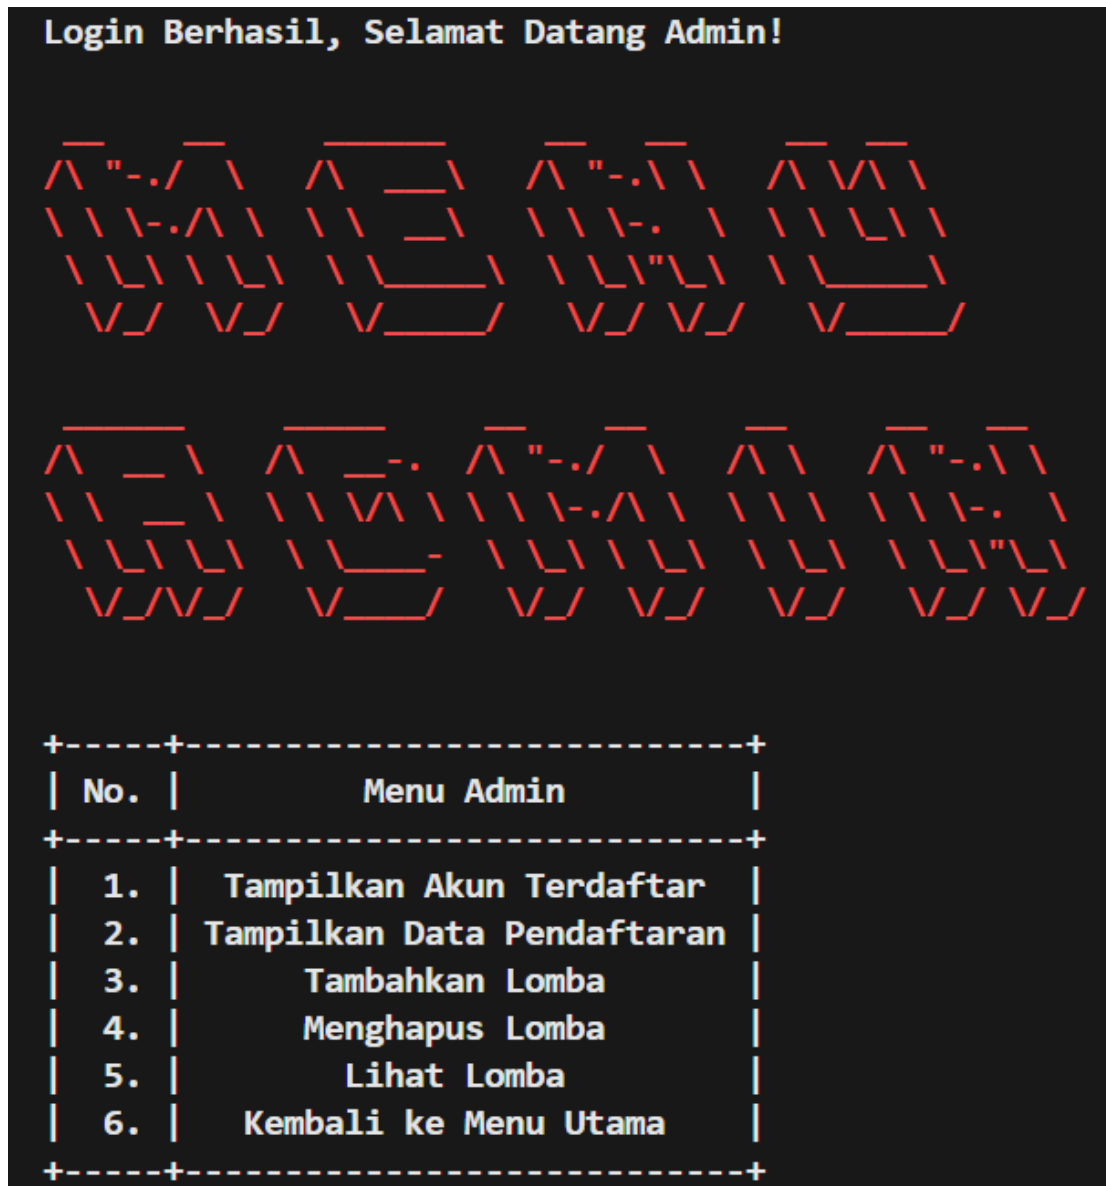 Login Berhasil, Selamat Datang Admin!
MENU
ADMIN
No. Menu Admin
1. Tampilkan Akun Terdaftar
2. Tampilkan Data Pendaftaran
3. Tambahkan Lomba
4. Menghapus Lomba
5. Lihat Lomba
6. Kembali ke Menu Utama